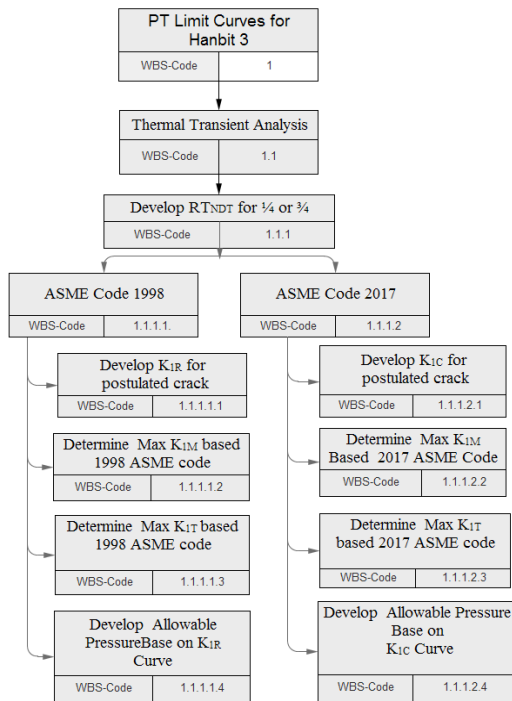 PT Limit Curves for
Hanbit 3
WBS-Code 1
Thermal Transient Analysis
WBS-Code 1.1
Develop RTNDT for ¼ or ¾
WBS-Code 1.1.1
ASME Code 1998
WBS-Code 1.1.1.1.
Develop K1R for
postulated crack
WBS-Code 1.1.1.1.1
Determine Max K1M based
1998 ASME code
WBS-Code 1.1.1.1.2
Determine Max K1T based
1998 ASME code
WBS-Code 1.1.1.1.3
Develop Allowable
PressureBase on K1R
Curve
WBS-Code 1.1.1.1.4
ASME Code 2017
WBS-Code 1.1.1.2
Develop K1C for
postulated crack
WBS-Code 1.1.1.2.1
Determine Max K1M
Based 2017 ASME Code
WBS-Code 1.1.1.2.2
Determine Max K1T
based 2017 ASME code
WBS-Code 1.1.1.2.3
Develop Allowable Pressure
Base on
K1C Curve
WBS-Code 1.1.1.2.4